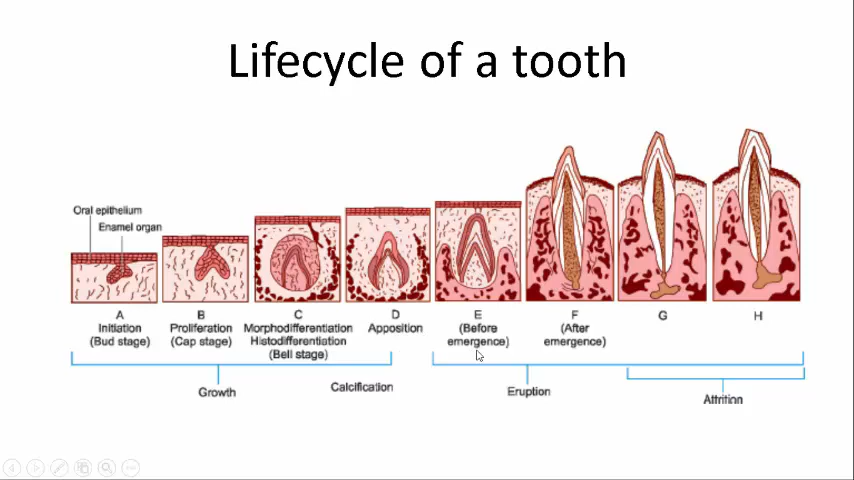 Lifecycle of a tooth
Oral epithelium
Enamel organ
A
Initiation
(Bud stage)
B
Proliferation
(Cap stage)
C
Morphodifferentiation
Histodifferentiation
(Bell stage)
D
Apposition
E
(Before
emergence)
F
(After
emergence)
G
H
Growth
Calcification
Eruption
Attrition